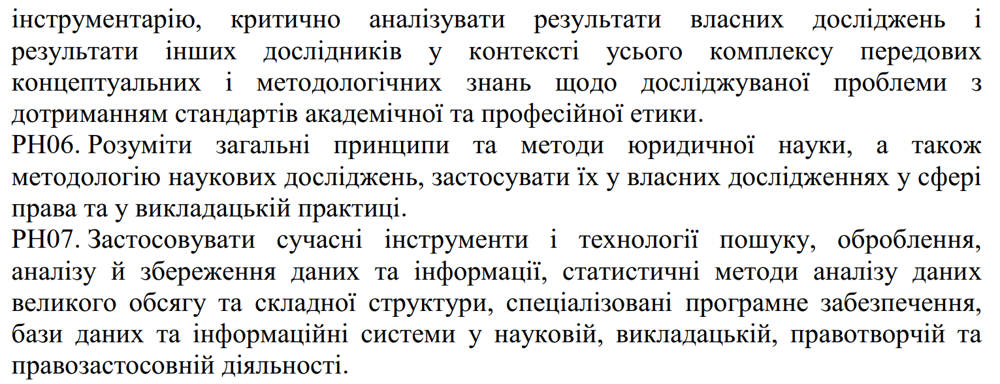 інструментарію, критично аналізувати результати власних досліджень і
результати інших дослідників у контексті усього комплексу передових
концептуальних і методологічних знань щодо досліджуваної проблеми з
дотриманням стандартів академічної та професійної етики.
РН06. Розуміти загальні принципи та методи юридичної науки, а також
методологію наукових досліджень, застосувати їх у власних дослідженнях у сфері
права та у викладацькій практиці.
РН07. Застосовувати сучасні інструменти і технології пошуку, оброблення,
аналізу й збереження даних та інформації, статистичні методи аналізу даних
великого обсягу та складної структури, спеціалізовані програмне забезпечення,
бази даних та інформаційні системи у науковій, викладацькій, правотворчій та
правозастосовній діяльності.